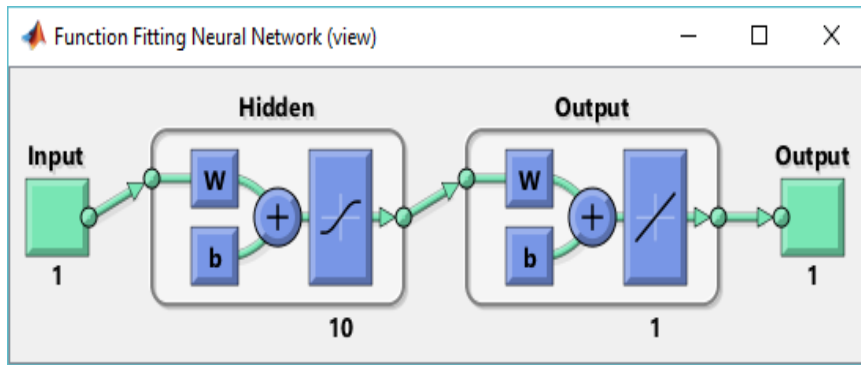 Function Fitting Neural Network (view)
Hidden
Output
Input
Output
W
+
b
W
+
b
1
10
1
1